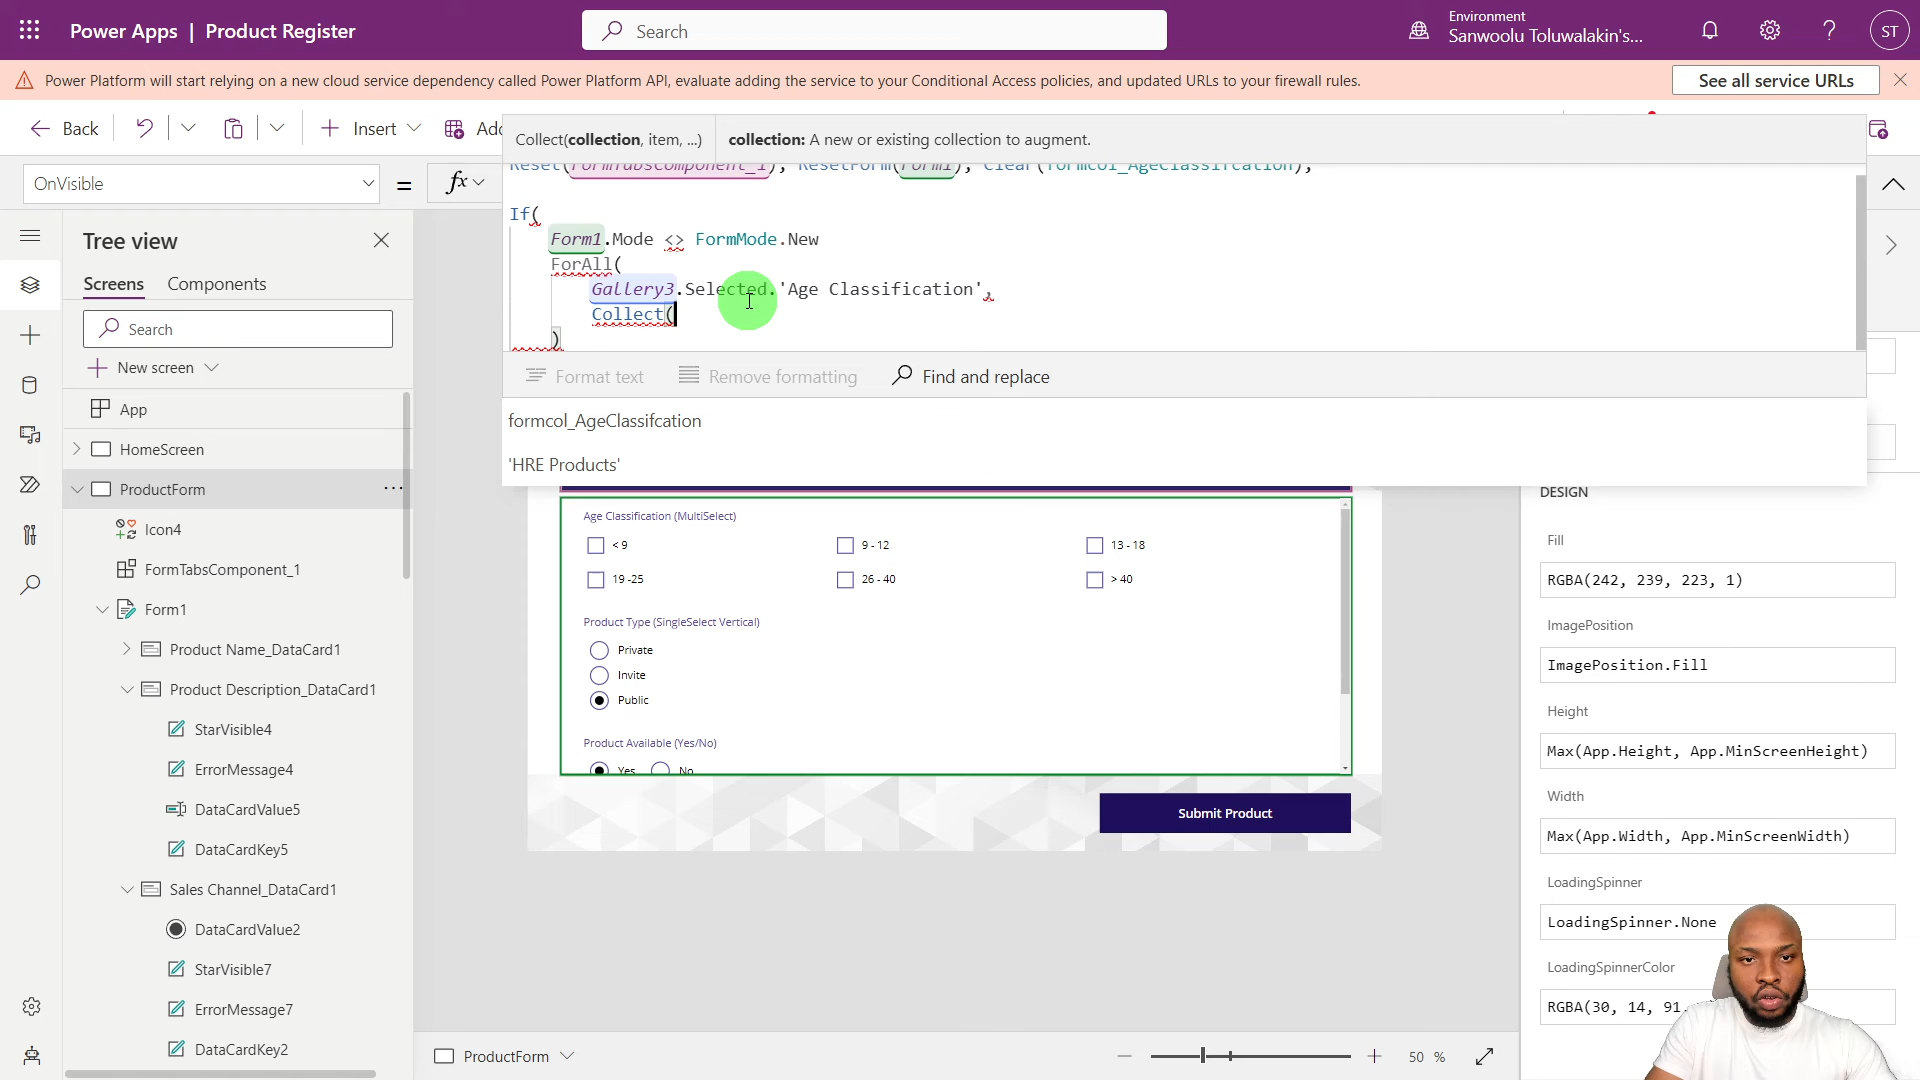 Power Apps | Product Register
Search
Environment
Sanwoolu Toluwalakin's...
ST
Power Platform will start relying on a new cloud service dependency called Power Platform API, evaluate adding the service to your Conditional Access policies, and updated URLs to your firewall rules.
See all service URLs
Back
Insert
Collect(collection, item, ...)
collection: A new or existing collection to augment.
OnVisible
=
fx
Reset(FormTabsComponent_1); ResetForm(Form1); Clear(formcol_AgeClassifcation);
If(
Form1.Mode <> FormMode.New
ForAll(
Gallery3.Selected.'Age Classification',
Collect(
)
Format text
Remove formatting
Find and replace
formcol_AgeClassifcation
'HRE Products'
Tree view
Screens
Components
Search
New screen
App
HomeScreen
ProductForm
Icon4
FormTabsComponent_1
Form1
Product Name_DataCard1
Product Description_DataCard1
StarVisible4
ErrorMessage4
DataCardValue5
DataCardKey5
Sales Channel_DataCard1
DataCardValue2
StarVisible7
ErrorMessage7
DataCardKey2
Age Classification (MultiSelect)
< 9
9 - 12
13 - 18
19 -25
26 - 40
> 40
Product Type (SingleSelect Vertical)
Private
Invite
Public
Product Available (Yes/No)
Yes
No
Submit Product
ProductForm
50 %
DESIGN
Fill
RGBA(242, 239, 223, 1)
ImagePosition
ImagePosition.Fill
Height
Max(App.Height, App.MinScreenHeight)
Width
Max(App.Width, App.MinScreenWidth)
LoadingSpinner
LoadingSpinner.None
LoadingSpinnerColor
RGBA(30, 14, 91,